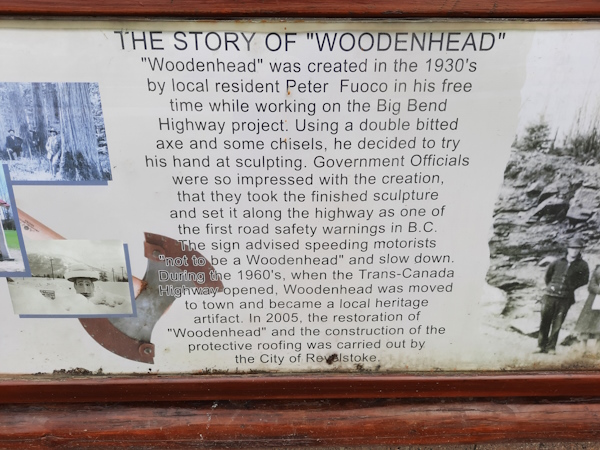 THE STORY OF "WOODENHEAD"
"Woodenhead" was created in the 1930's
by local resident Peter Fuoco in his free
time while working on the Big Bend
Highway project. Using a double bitted
axe and some chisels, he decided to try
his hand at sculpting. Government Officials
were so impressed with the creation,
that they took the finished sculpture
and set it along the highway as one of
the first road safety warnings in B.C.
The sign advised speeding motorists
"not to be a Woodenhead" and slow down.
During the 1960's, when the Trans-Canada
Highway opened, Woodenhead was moved
to town and became a local heritage
artifact. In 2005, the restoration of
"Woodenhead" and the construction of the
protective roofing was carried out by
the City of Revelstoke.